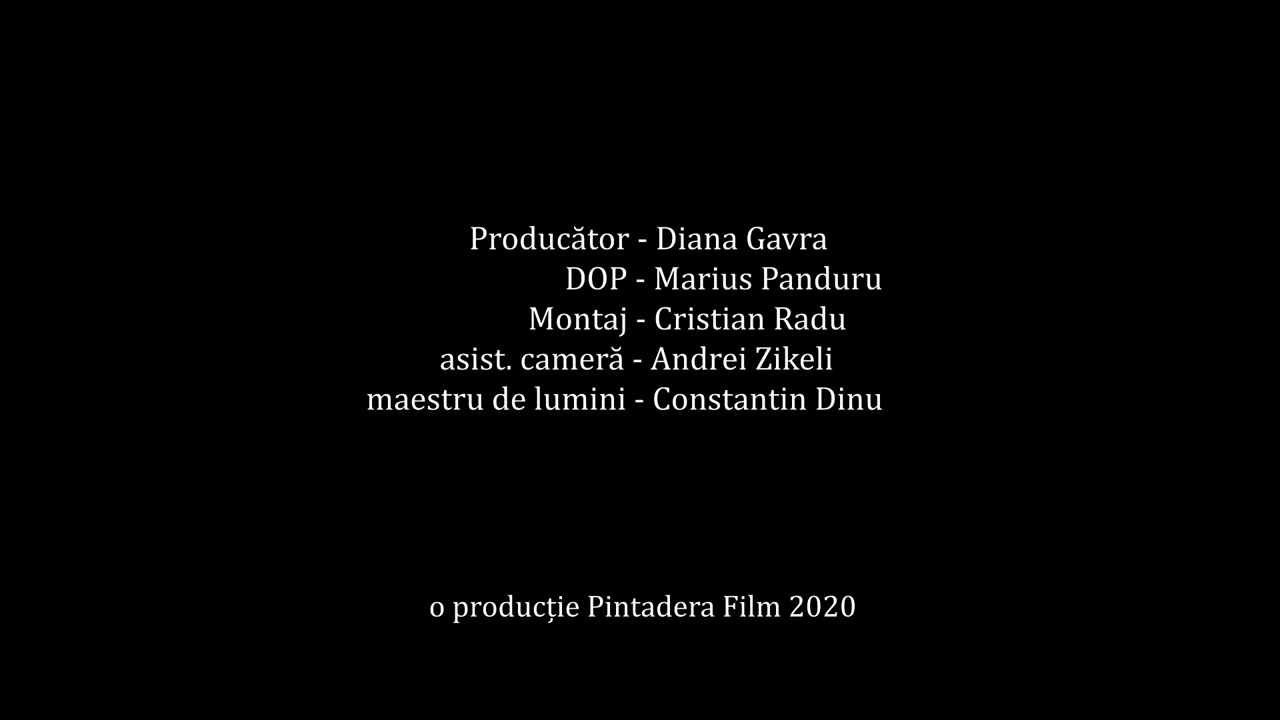 Producător - Diana Gavra
DOP - Marius Panduru
Montaj - Cristian Radu
asist. cameră - Andrei Zikeli
maestru de lumini - Constantin Dinu
o producție Pintadera Film 2020